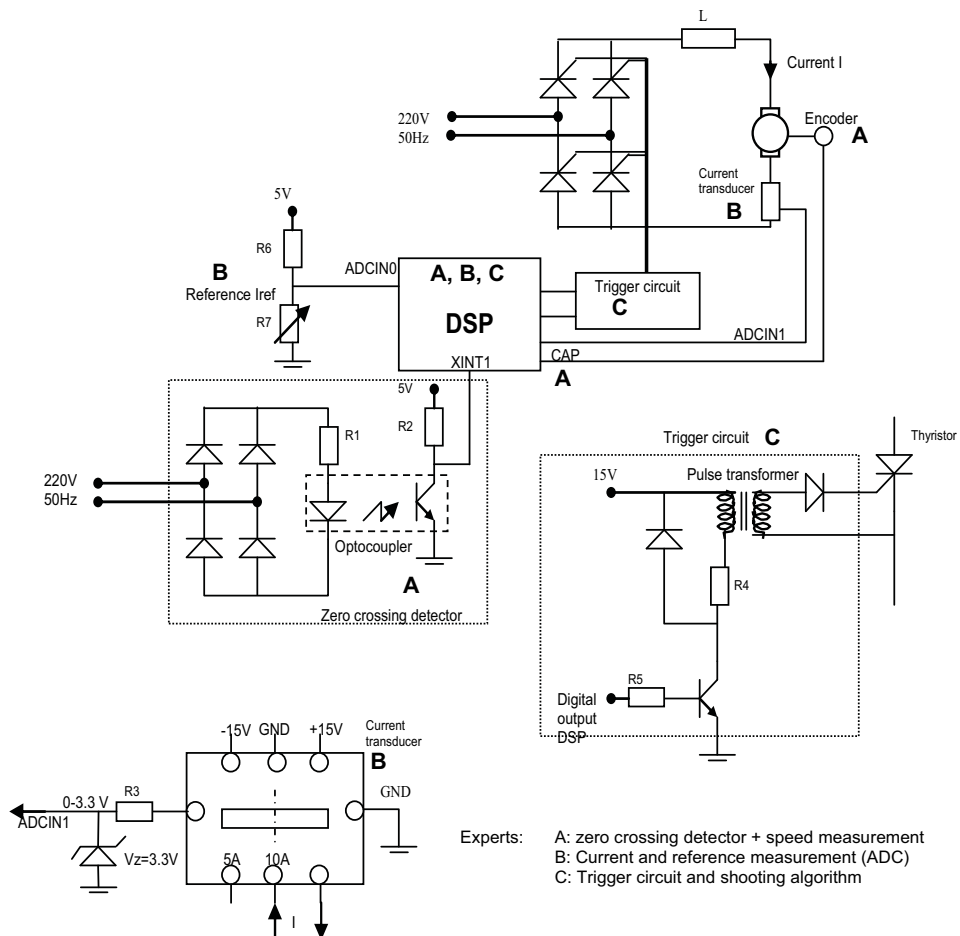 L
Current I
220V
50Hz
Encoder
A
Current
transducer
B
5V
R6
B
Reference Iref
R7
ADCIN0
A, B, C
DSP
XINT1
Trigger circuit
C
ADCIN1
CAP
A
5V
R1
R2
220V
50Hz
Optocoupler
A
Zero crossing detector
Trigger circuit C
Thyristor
15V
Pulse transformer
R4
R5
Digital
output
DSP
-15V GND +15V
Current
transducer
B
GND
0-3.3 V
R3
ADCIN1
Vz=3.3V
5A 10A
I
Experts: A: zero crossing detector + speed measurement
B: Current and reference measurement (ADC)
C: Trigger circuit and shooting algorithm